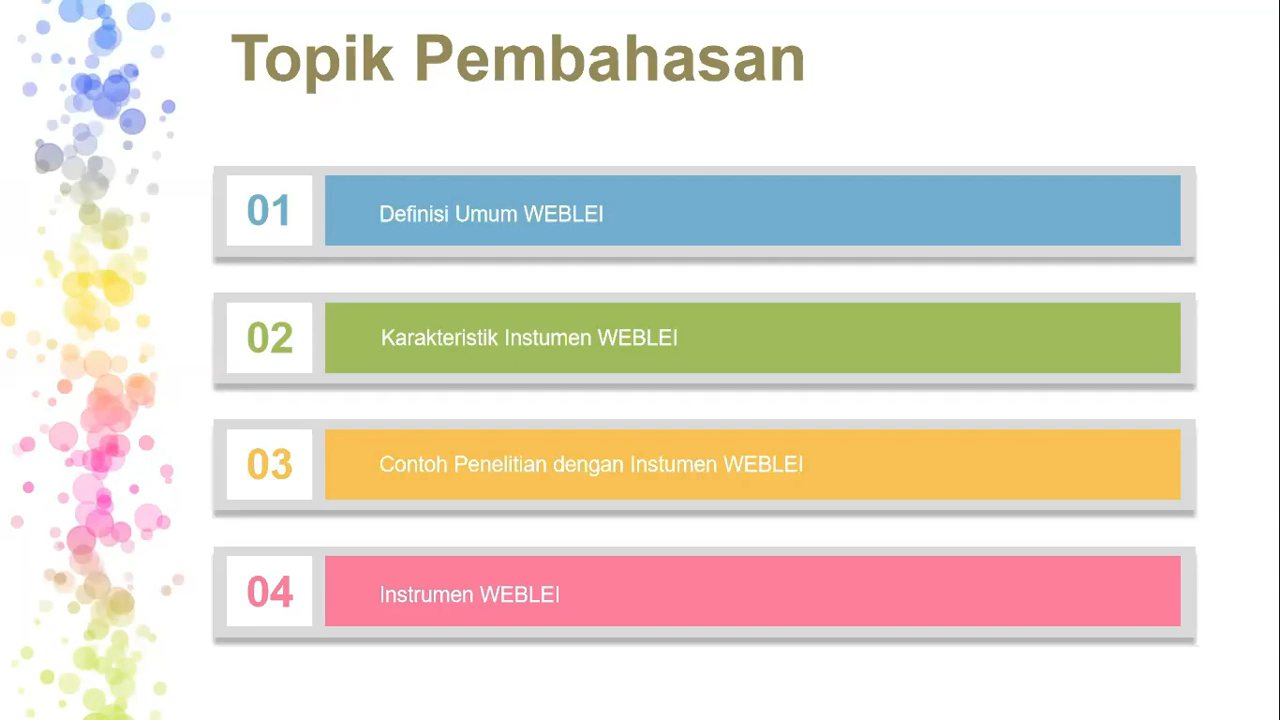 Topik Pembahasan
01 Definisi Umum WEBLEI
02 Karakteristik Instumen WEBLEI
03 Contoh Penelitian dengan Instumen WEBLEI
04 Instrumen WEBLEI